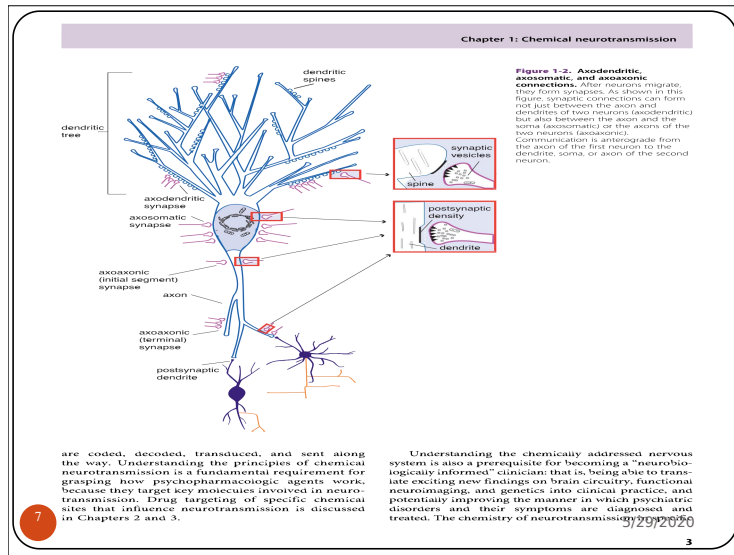 Chapter 1: Chemical neurotransmission
dendritic
spines
dendritic
tree
axodendritic
synapse
axosomatic
synapse
axoaxonic
(initial segment)
synapse
axon
axoaxonic
(terminal)
synapse
postsynaptic
dendrite
synaptic
vesicles
spine
postsynaptic
density
dendrite
Figure 1-2. Axodendritic,
axosomatic, and axoaxonic
connections. After neurons migrate,
they form synapses. As shown in this
figure, synaptic connections can form
not just between the axon and
dendrites of two neurons (axodendritic)
but also between the axon and the
soma (axosomatic) or the axons of the
two neurons (axoaxonic).
Communication is anterograde from
the axon of the first neuron to the
dendrite, soma, or axon of the second
neuron.
are coded, decoded, transduced, and sent along
the way. Understanding the principles of chemical
neurotransmission is a fundamental requirement for
grasping how psychopharmacologic agents work,
because they target key molecules involved in neuro-
transmission. Drug targeting of specific chemical
sites that influence neurotransmission is discussed
in Chapters 2 and 3.
Understanding the chemically addressed nervous
system is also a prerequisite for becoming a "neurobio-
logically informed" clinician: that is, being able to trans-
late exciting new findings on brain circuitry, functional
neuroimaging, and genetics into clinical practice, and
potentially improving the manner in which psychiatric
disorders and their symptoms are diagnosed and
treated. The chemistry of neurotransmission
7
3/29/2020
3